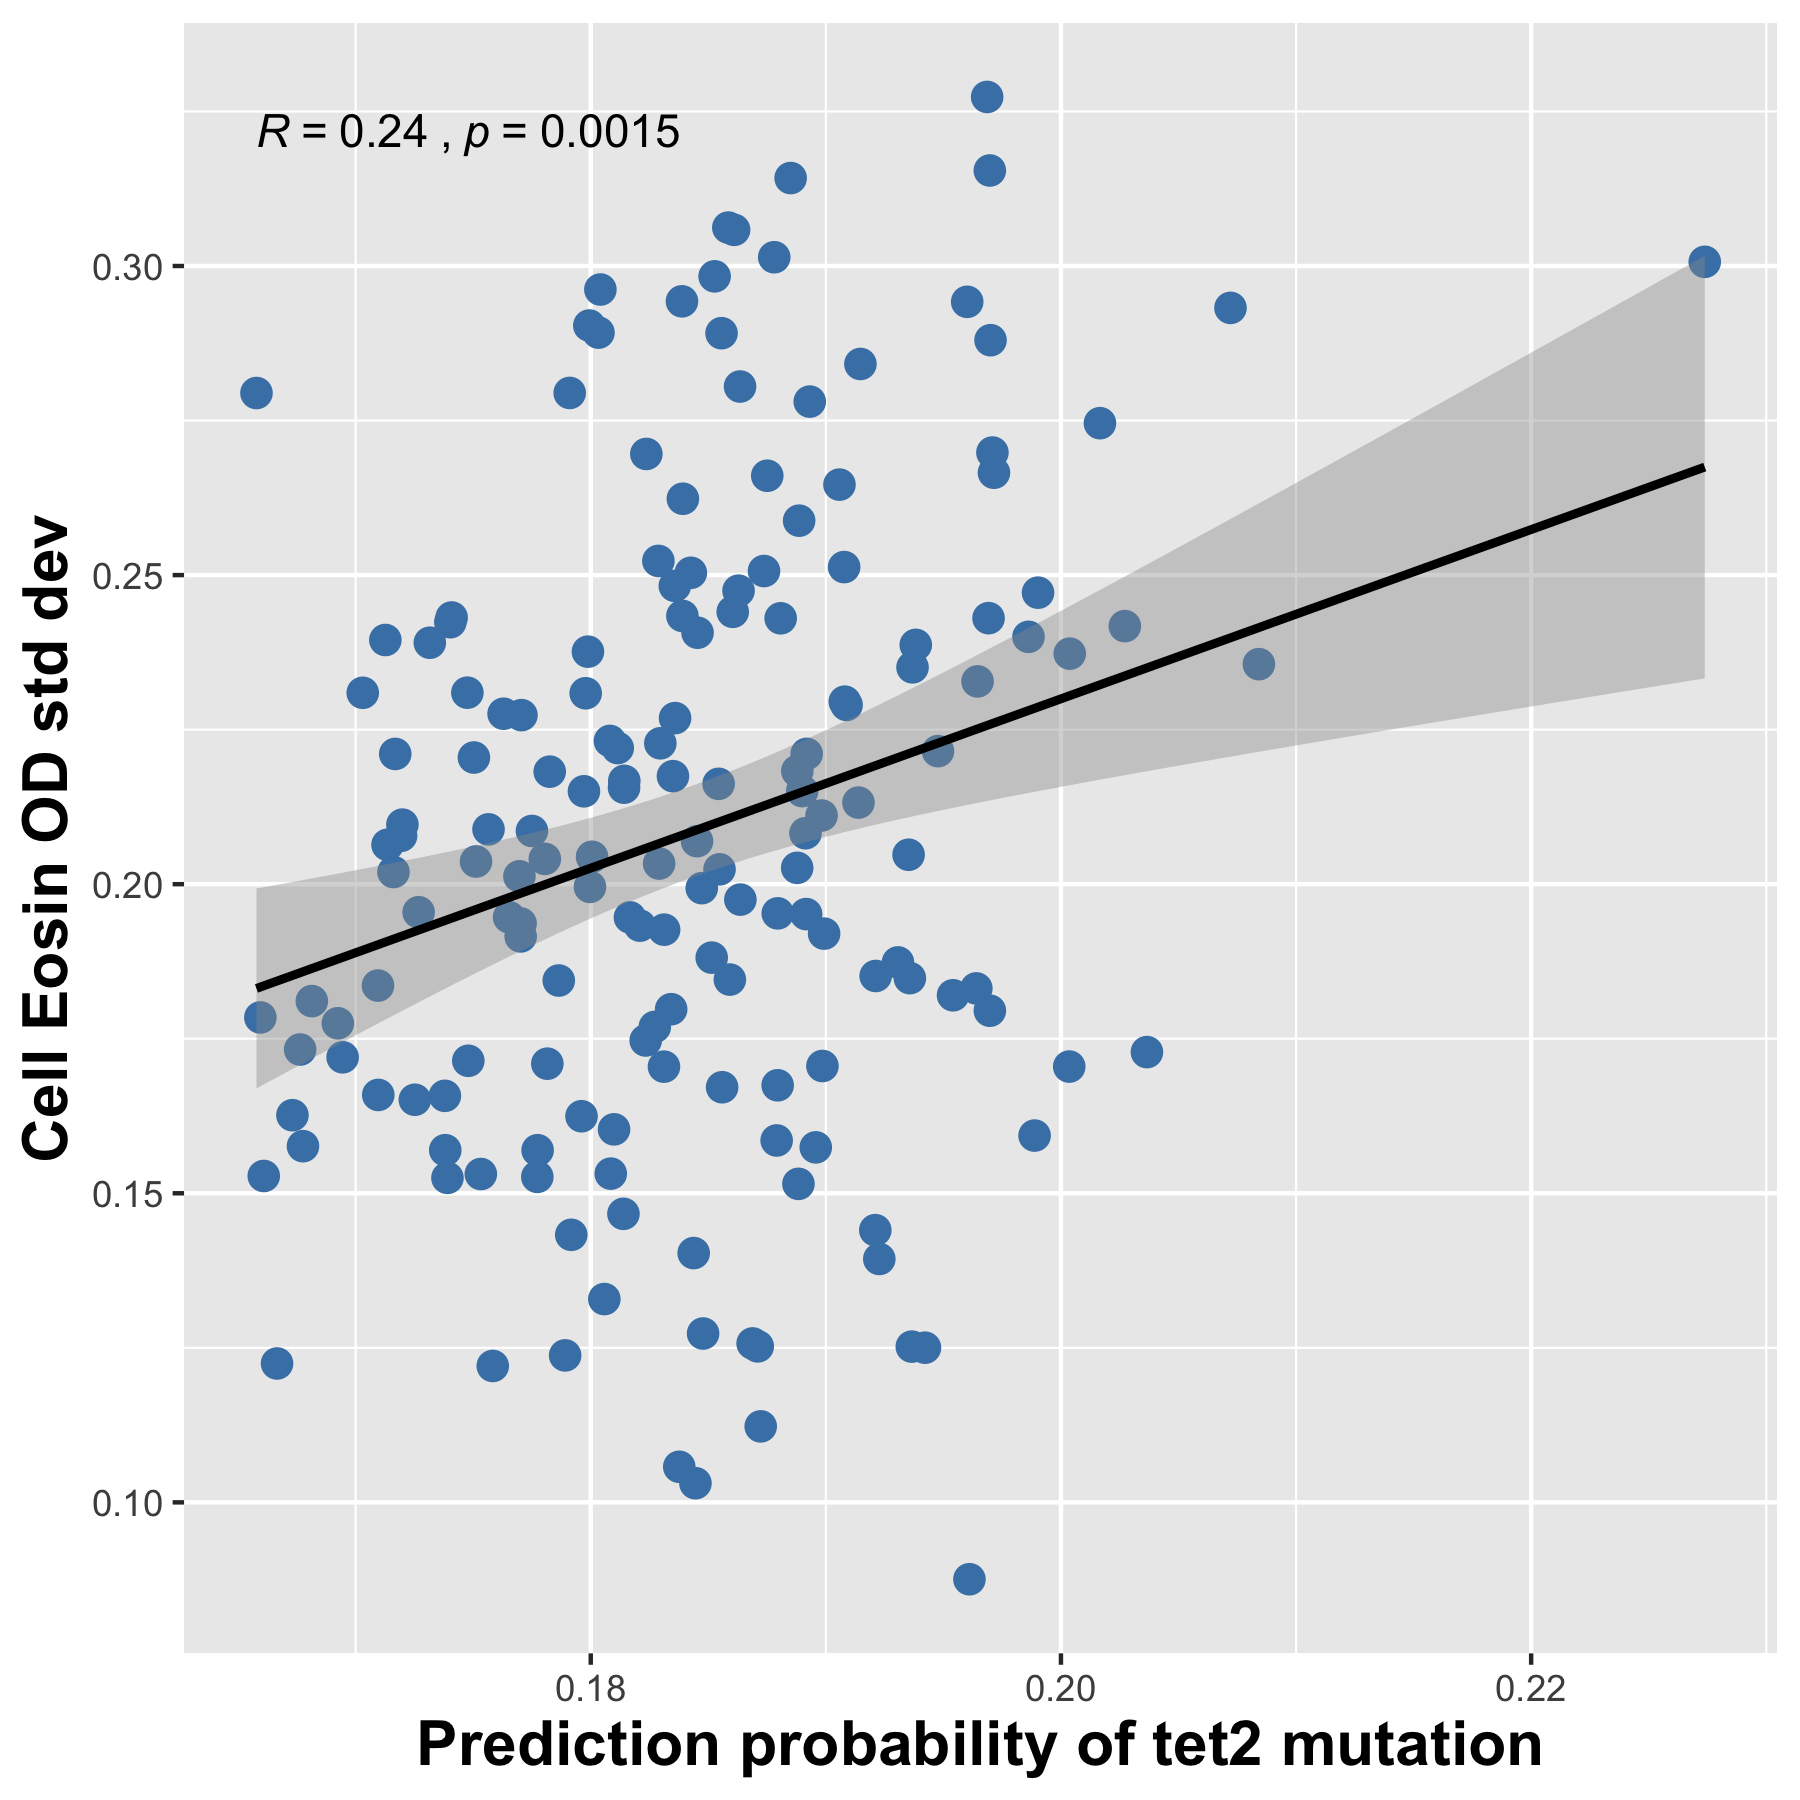 R = 0.24 , p = 0.0015
0.30
0.25
0.20
0.15
0.10
Cell Eosin OD std dev
0.18 0.20 0.22
Prediction probability of tet2 mutation